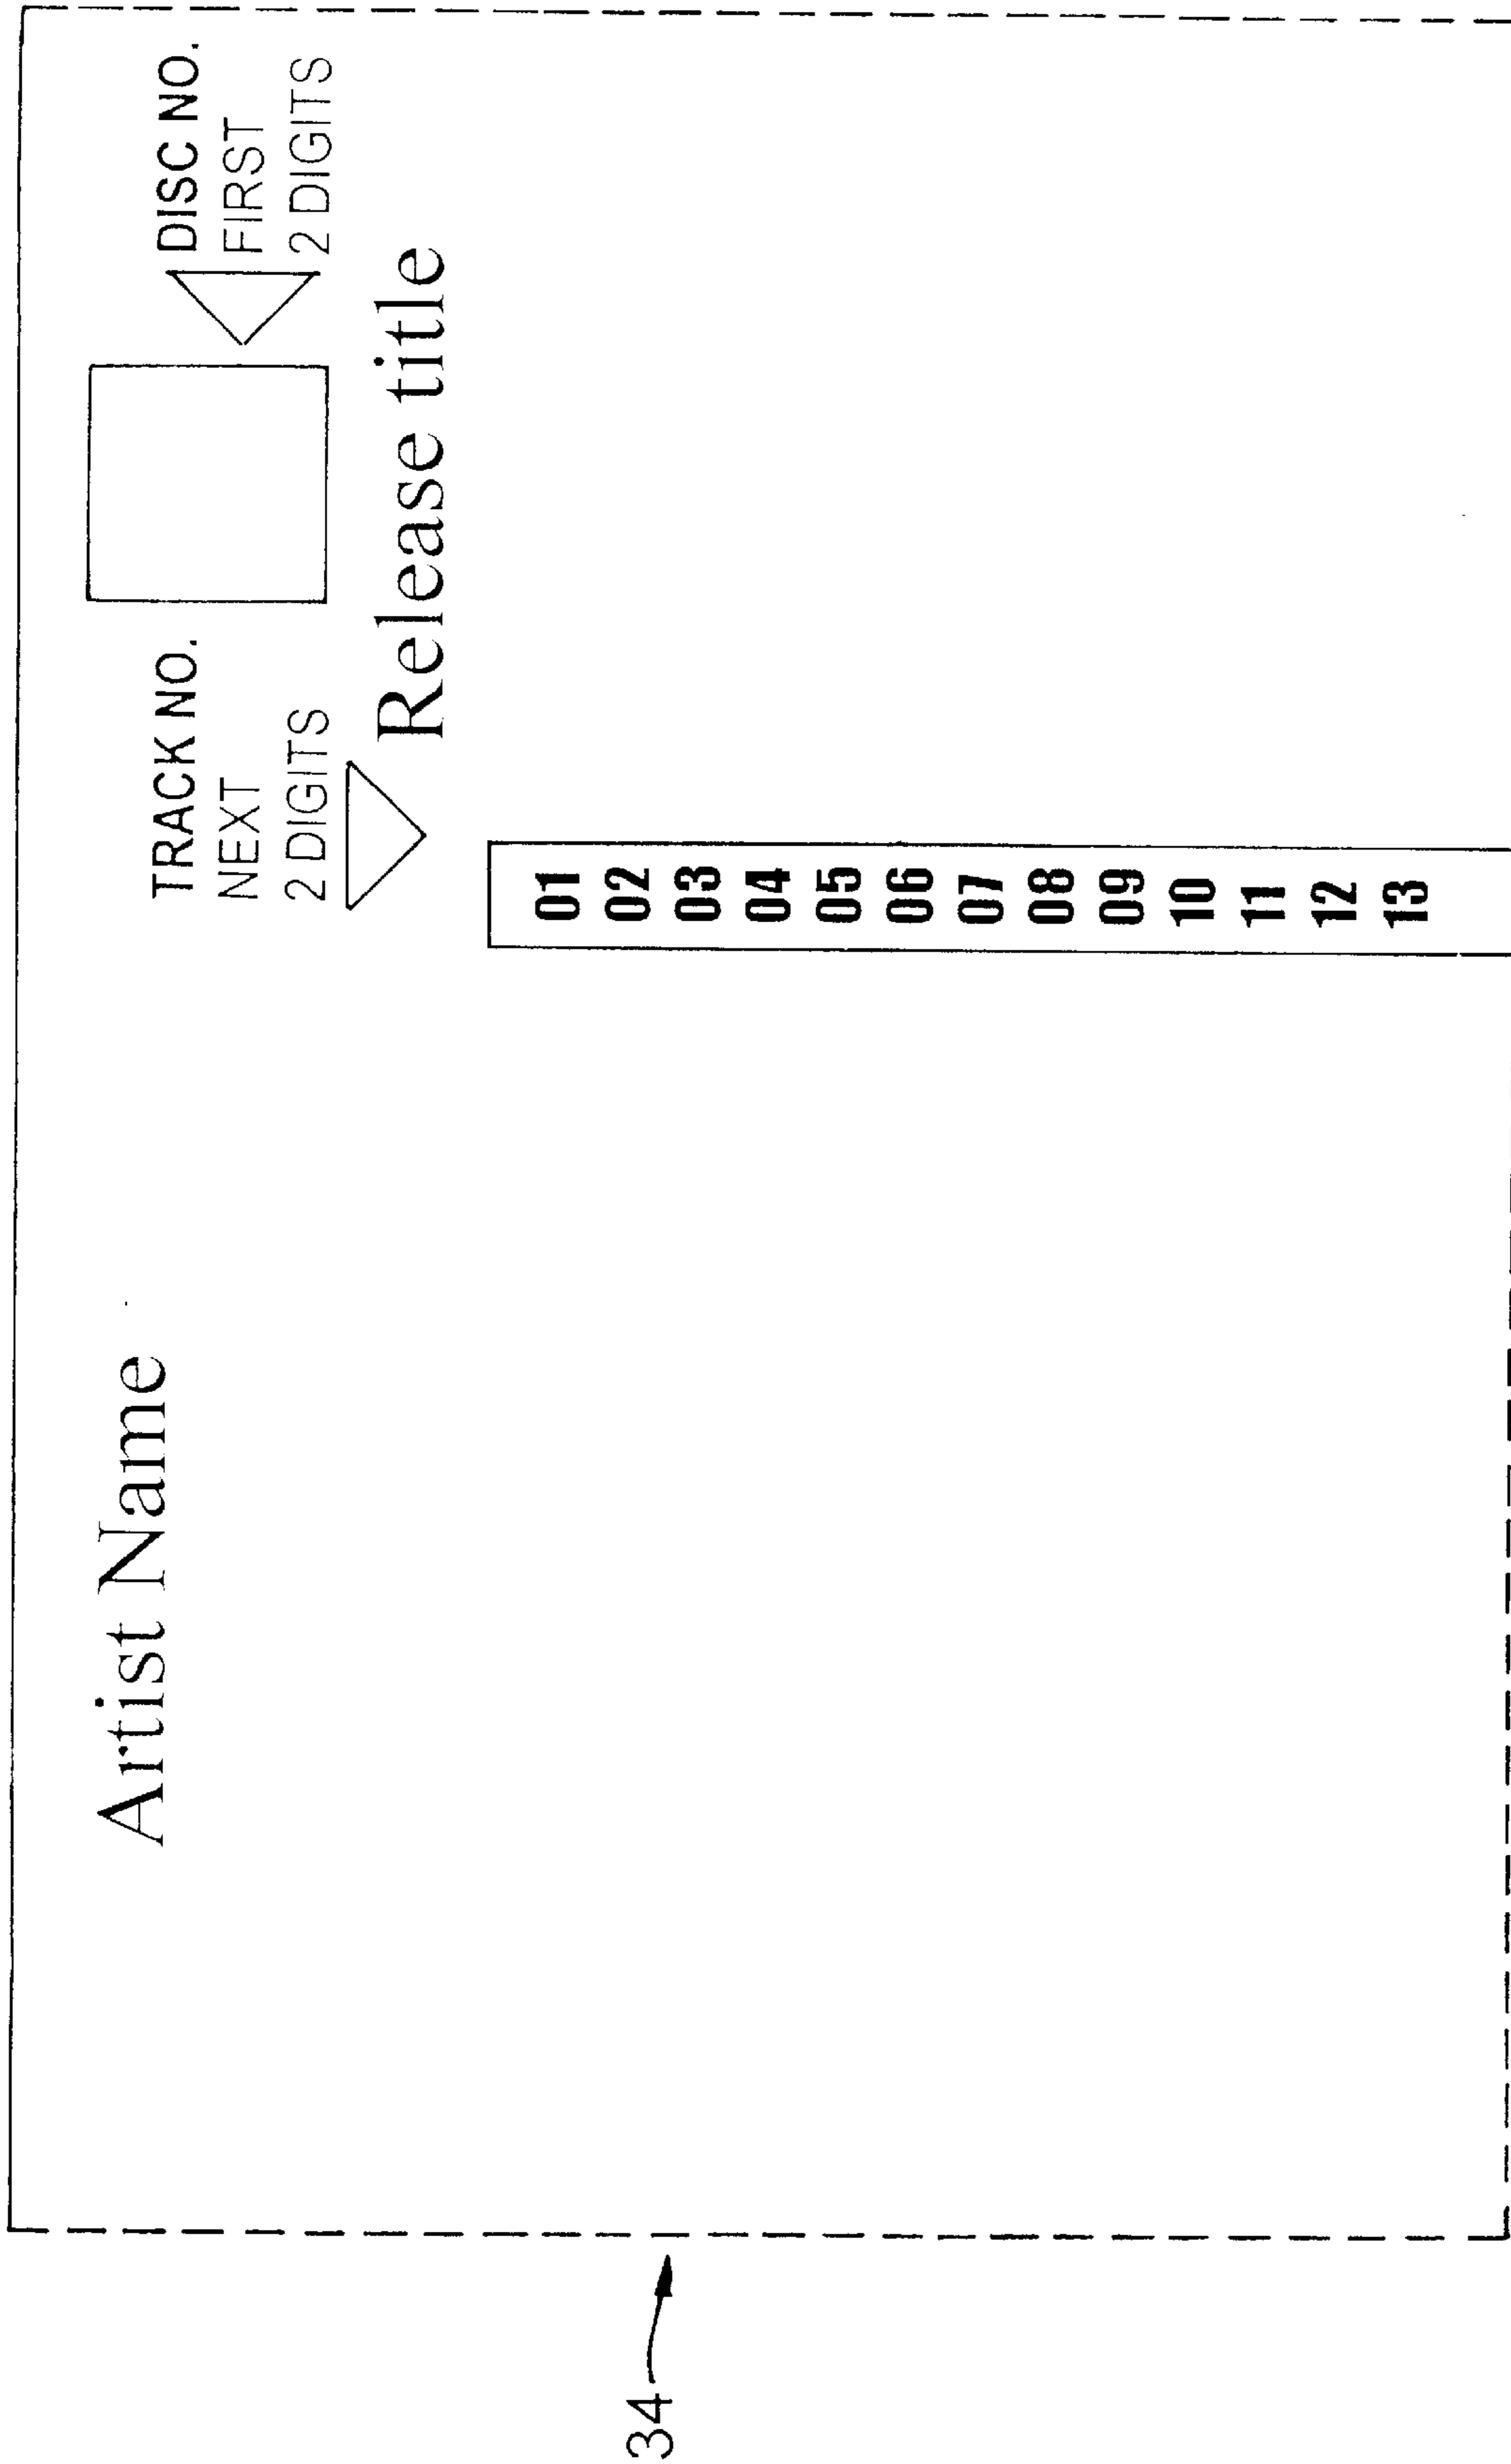 Artist Name
TRACK NO.
NEXT
2 DIGITS
DISC NO.
FIRST
2 DIGITS
Release title
01
02
03
04
05
06
07
08
09
10
11
12
13
34